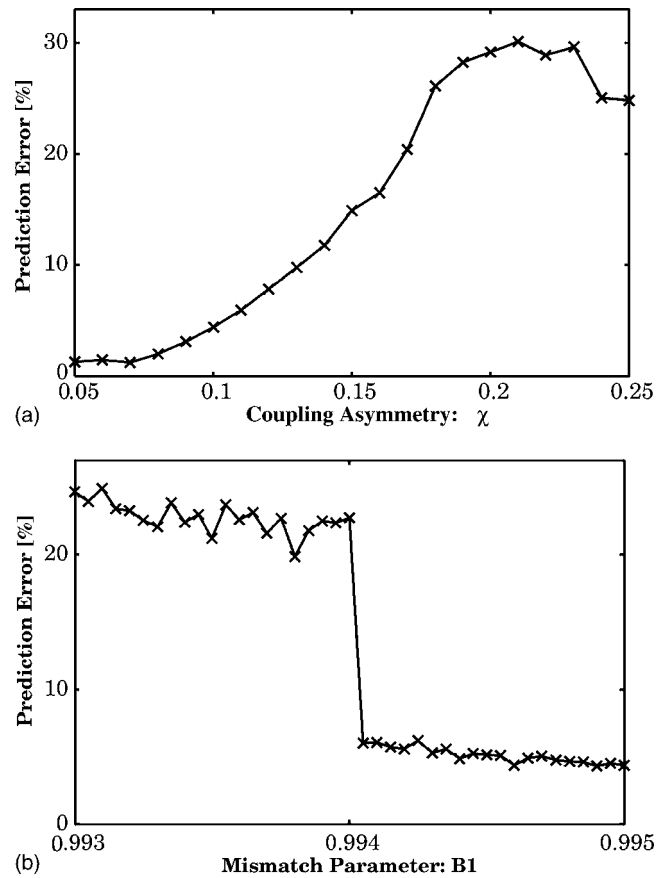 30
20
10
0
Prediction Error [%]
0.05 0.1 0.15 0.2 0.25
(a) Coupling Asymmetry: χ
20
10
0
Prediction Error [%]
0.993 0.994 0.995
(b) Mismatch Parameter: B1